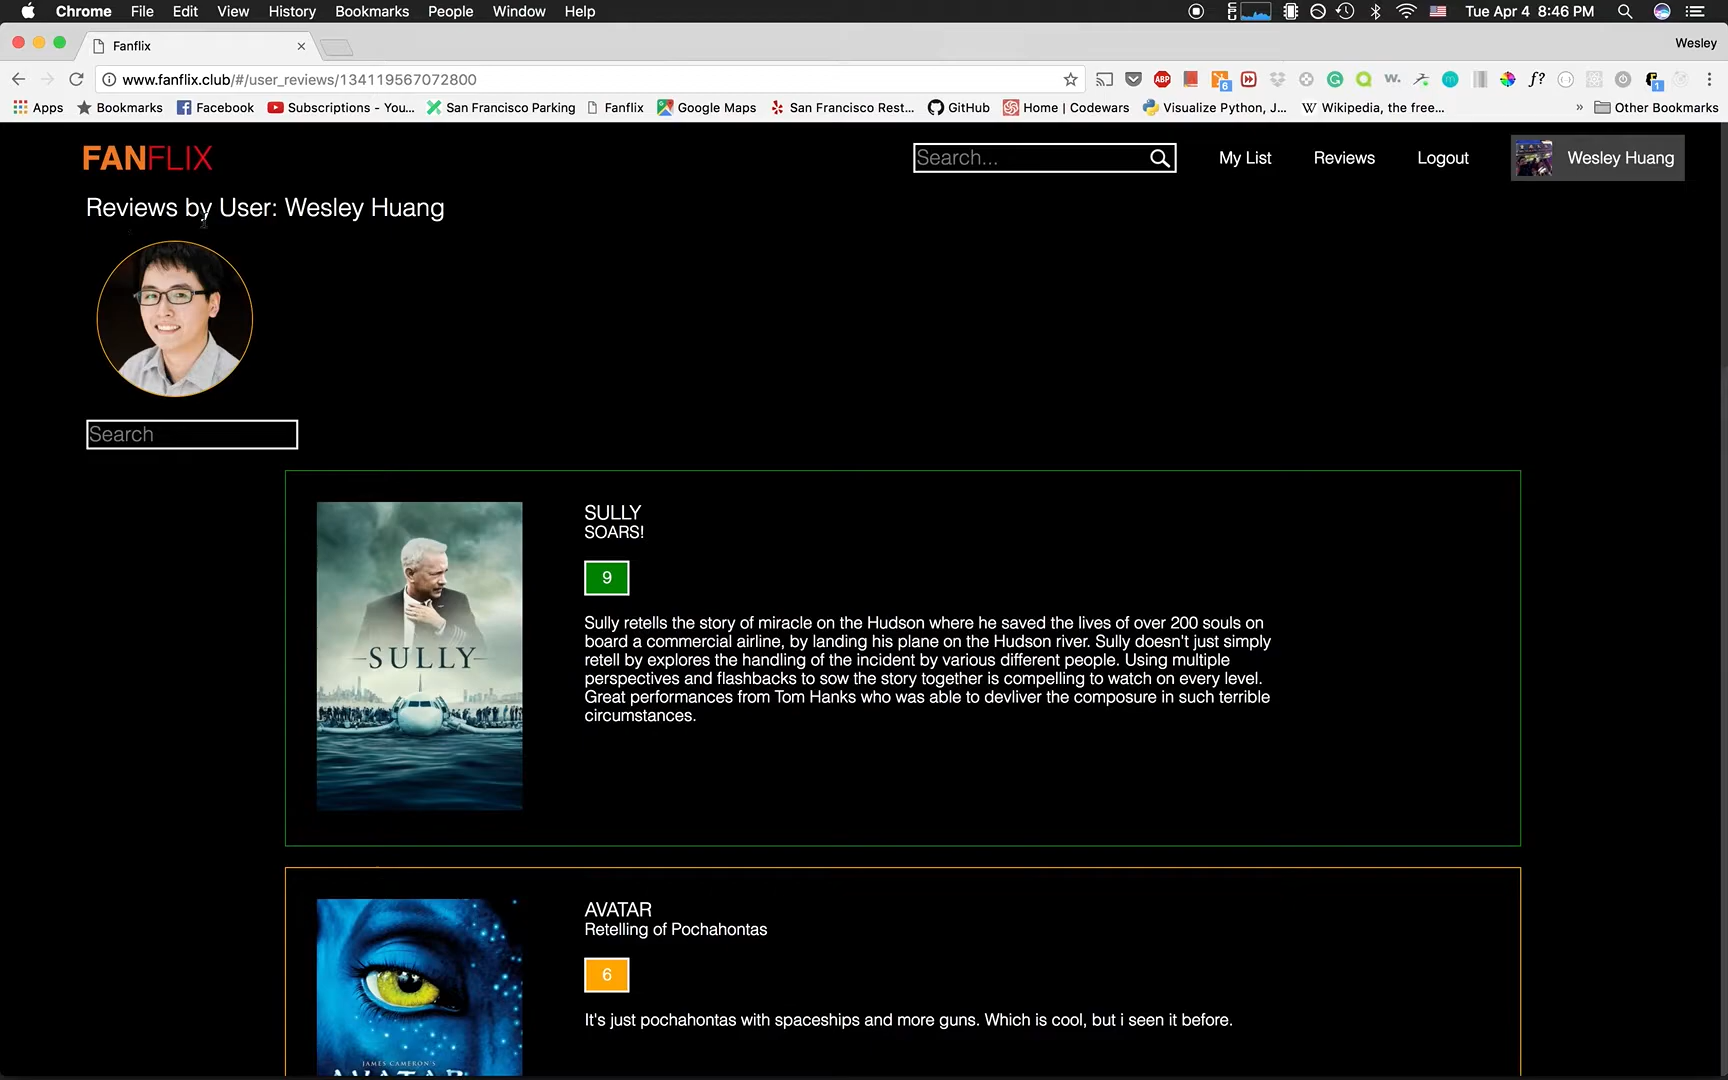 Chrome File Edit View History Bookmarks People Window Help Tue Apr 4 8:46 PM
Fanflix Wesley
www.fanflix.club/#/user_reviews/134119567072800
Apps Bookmarks Facebook Subscriptions - You... San Francisco Parking Fanflix Google Maps San Francisco Rest... GitHub Home | Codewars Visualize Python, J... Wikipedia, the free... » Other Bookmarks
FANFLIX Search... My List Reviews Logout Wesley Huang
Reviews by User: Wesley Huang
Search
SULLY
SULLY
SOARS!
9
Sully retells the story of miracle on the Hudson where he saved the lives of over 200 souls on
board a commercial airline, by landing his plane on the Hudson river. Sully doesn't just simply
retell by explores the handling of the incident by various different people. Using multiple
perspectives and flashbacks to sow the story together is compelling to watch on every level.
Great performances from Tom Hanks who was able to devliver the composure in such terrible
circumstances.
JAMES CAMERON'S
AVATAR
AVATAR
Retelling of Pochahontas
6
It's just pochahontas with spaceships and more guns. Which is cool, but i seen it before.